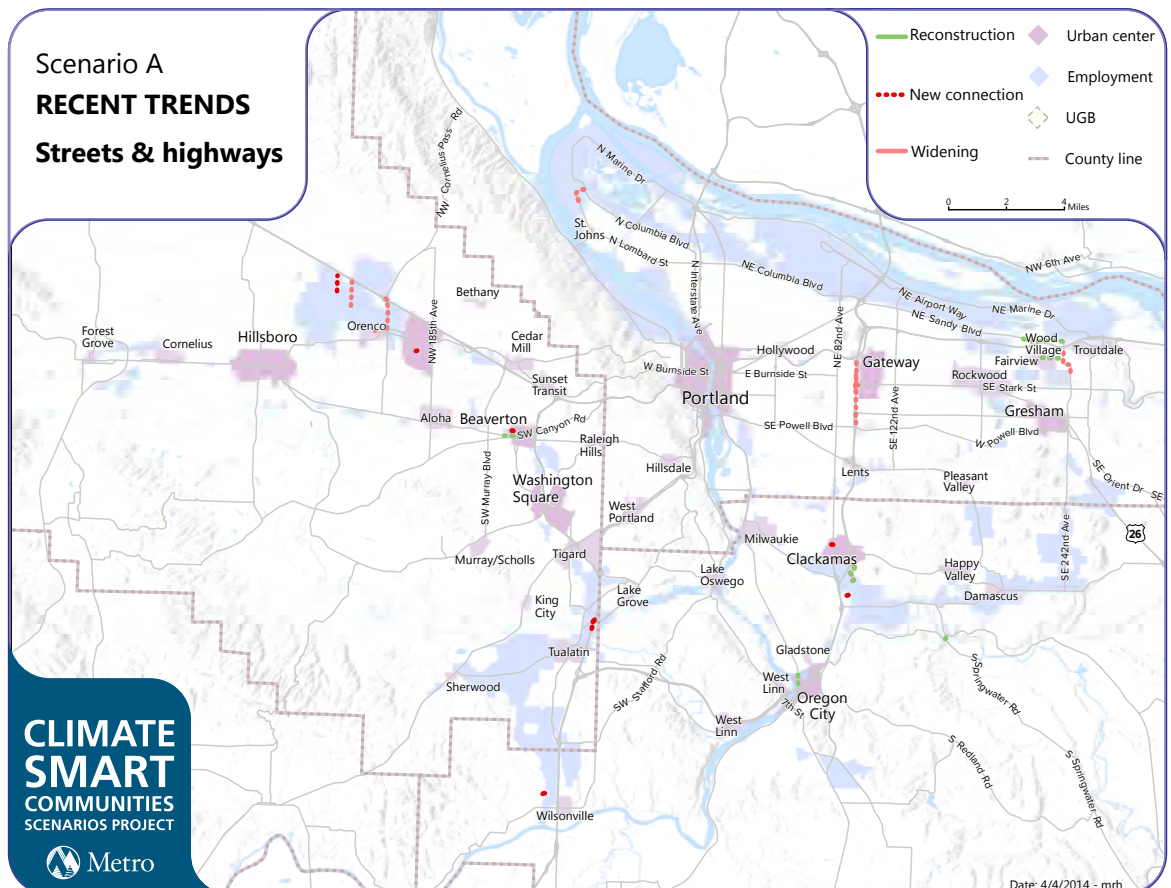 Scenario A
RECENT TRENDS
Streets & highways
Reconstruction
New connection
Widening
Urban center
Employment
UGB
County line
0 2 4 Miles
NW Cornelius Pass Rd
N Marine Dr
St.
Johns
N Columbia Blvd
N Lombard St
NE Columbia Blvd
N Interstate Ave
NE 82nd Ave
NE Airport Way
NE Marine Dr
NE Sandy Blvd
NW 6th Ave
Bethany
NW 185th Ave
Orenco
Forest
Grove
Cornelius
Hillsboro
Cedar
Mill
Sunset
Transit
W Burnside St
Hollywood
E Burnside St
Gateway
Wood
Village
Fairview
Troutdale
Rockwood
SE Stark St
Portland
SE 122nd Ave
Gresham
Aloha
Beaverton
SW Canyon Rd
Raleigh
Hills
SE Powell Blvd
W Powell Blvd
SW Murray Blvd
Hillsdale
Lents
Pleasant
Valley
SE Orient Dr
SE
Washington
Square
West
Portland
26
SE 242nd Ave
Murray/Scholls
Tigard
Milwaukie
Clackamas
Happy
Valley
Damascus
Lake
Oswego
Lake
Grove
King
City
Tualatin
Gladstone
Sherwood
SW Stafford Rd
West
Linn
Oregon
City
7th St
West
Linn
S Springwater Rd
S Redland Rd
S Springwater Rd
Wilsonville
CLIMATE
SMART
COMMUNITIES
SCENARIOS PROJECT
Metro
Date: 4/4/2014 - mrh